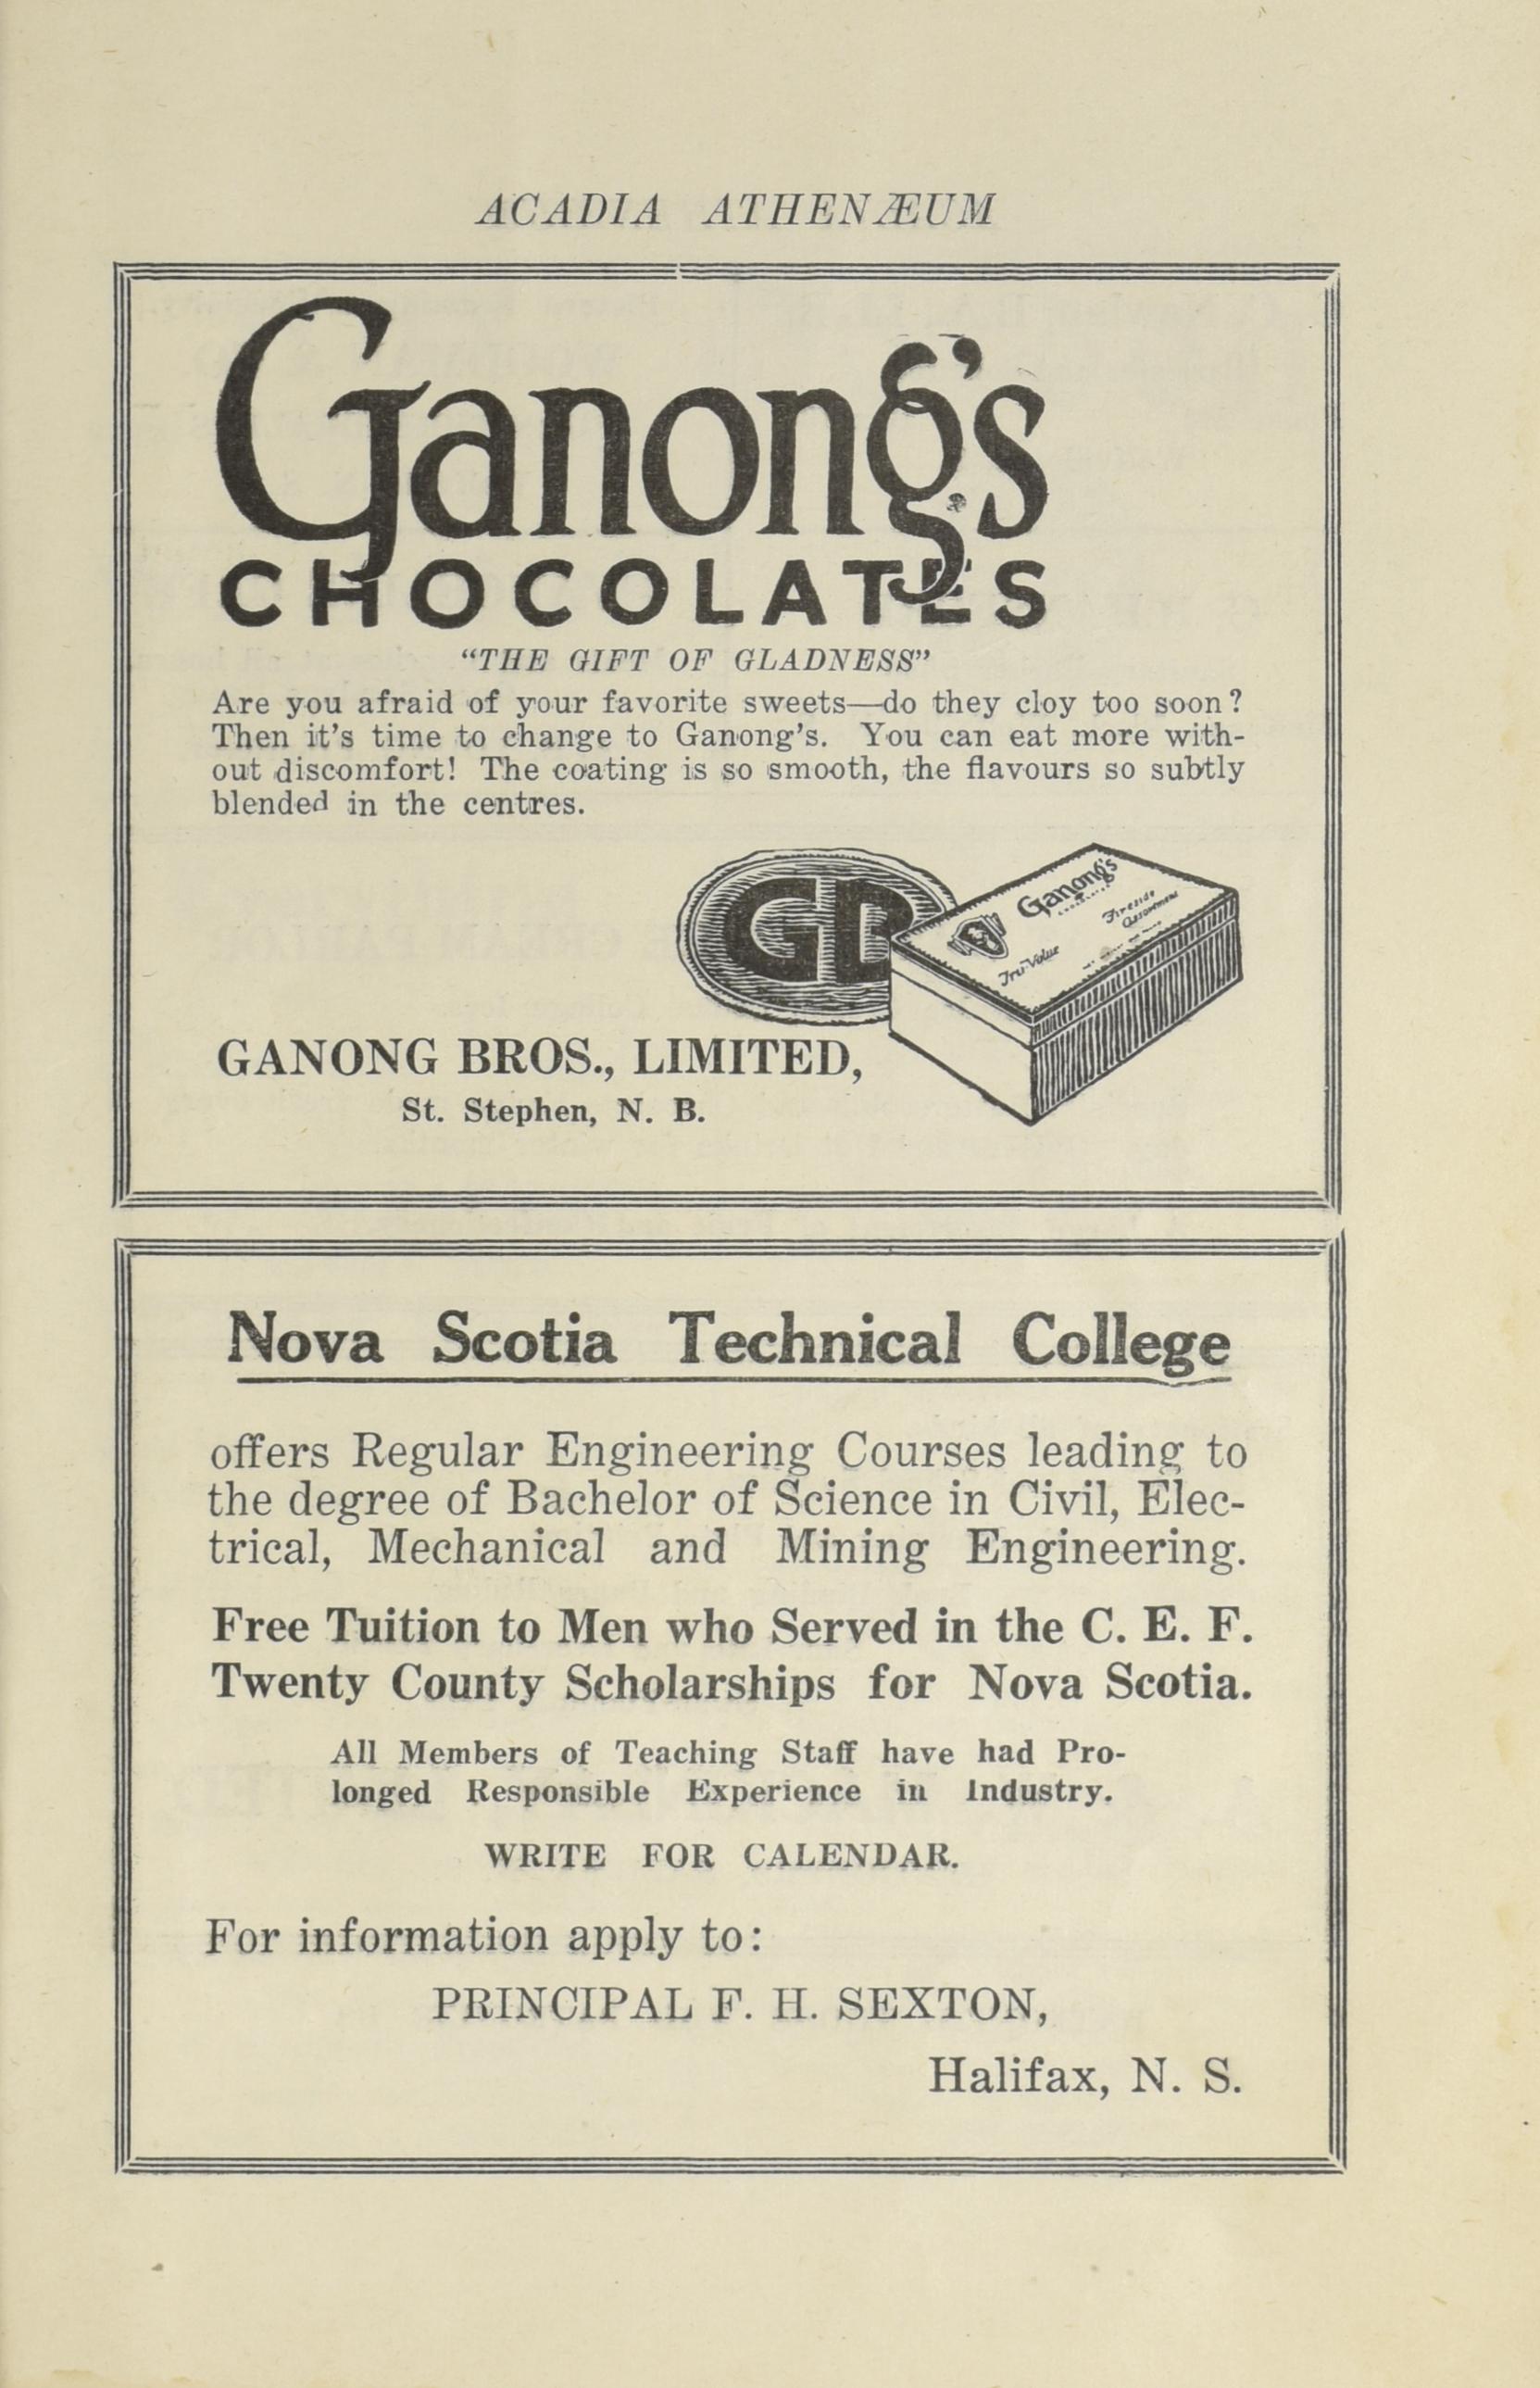 ACADIA ATHENÆUM
Ganong's
CHOCOLATES
“THE GIFT OF GLADNESS”
Are you afraid of your favorite sweets—do they cloy too soon?
Then it's time to change to Ganong's. You can eat more with-
out discomfort! The coating is so smooth, the flavours so subtly
blended in the centres.
GB
Ganong's
Fireside
Assortment
Tru-Value
GANONG BROS., LIMITED,
St. Stephen, N. B.
Nova Scotia Technical College
offers Regular Engineering Courses leading to
the degree of Bachelor of Science in Civil, Elec-
trical, Mechanical and Mining Engineering.
Free Tuition to Men who Served in the C. E. F.
Twenty County Scholarships for Nova Scotia.
All Members of Teaching Staff have had Pro-
longed Responsible Experience in Industry.
WRITE FOR CALENDAR.
For information apply to:
PRINCIPAL F. H. SEXTON,
Halifax, N. S.